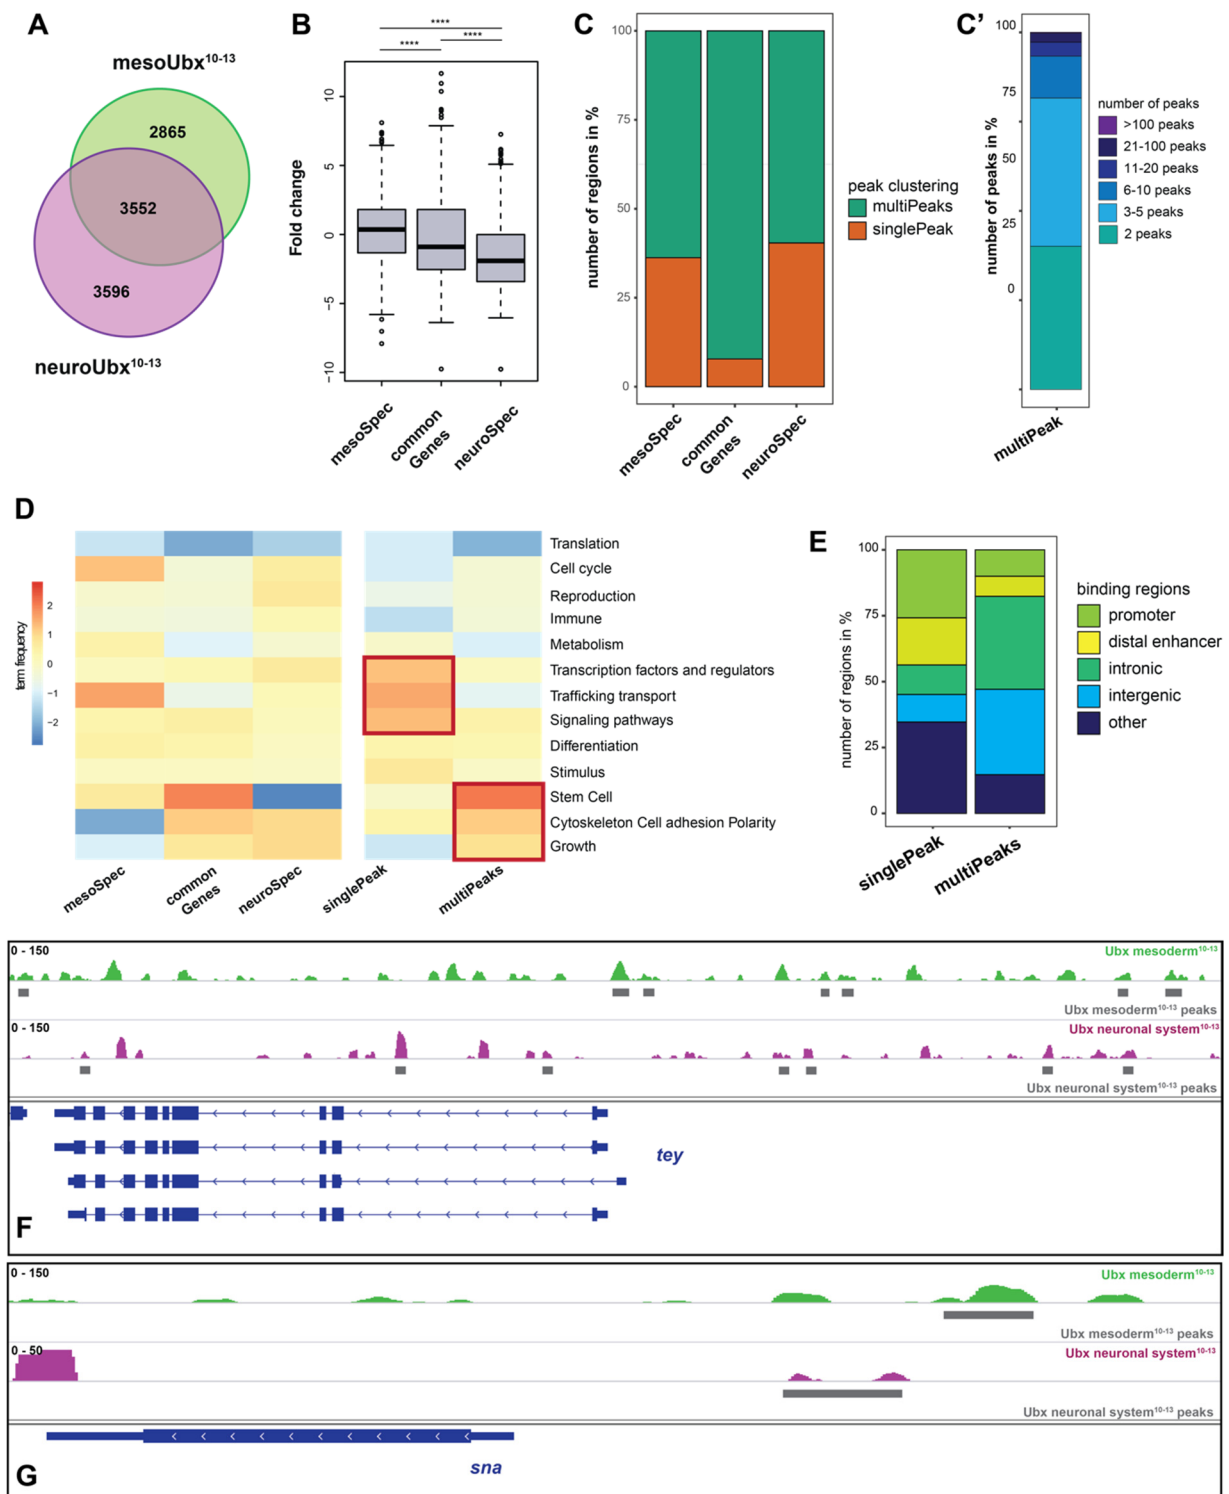 A
mesoUbx10-13
2865
3552
3596
neuroUbx10-13
B
****
****
****
Fold change
10
5
0
−5
−10
mesoSpec
common
Genes
neuroSpec
C
number of regions in %
100
75
50
25
0
mesoSpec
common
Genes
neuroSpec
peak clustering
multiPeaks
singlePeak
C’
number of peaks in %
100
75
50
25
0
multiPeak
number of peaks
>100 peaks
21-100 peaks
11-20 peaks
6-10 peaks
3-5 peaks
2 peaks
D
term frequency
2
1
0
−1
−2
Translation
Cell cycle
Reproduction
Immune
Metabolism
Transcription factors and regulators
Trafficking transport
Signaling pathways
Differentiation
Stimulus
Stem Cell
Cytoskeleton Cell adhesion Polarity
Growth
mesoSpec
common
Genes
neuroSpec
singlePeak
multiPeaks
E
number of regions in %
100
75
50
25
0
singlePeak
multiPeaks
binding regions
promoter
distal enhancer
intronic
intergenic
other
0 - 150
Ubx mesoderm10-13
Ubx mesoderm10-13 peaks
0 - 150
Ubx neuronal system10-13
Ubx neuronal system10-13 peaks
tey
F
0 - 150
Ubx mesoderm10-13
Ubx mesoderm10-13 peaks
0 - 50
Ubx neuronal system10-13
Ubx neuronal system10-13 peaks
sna
G